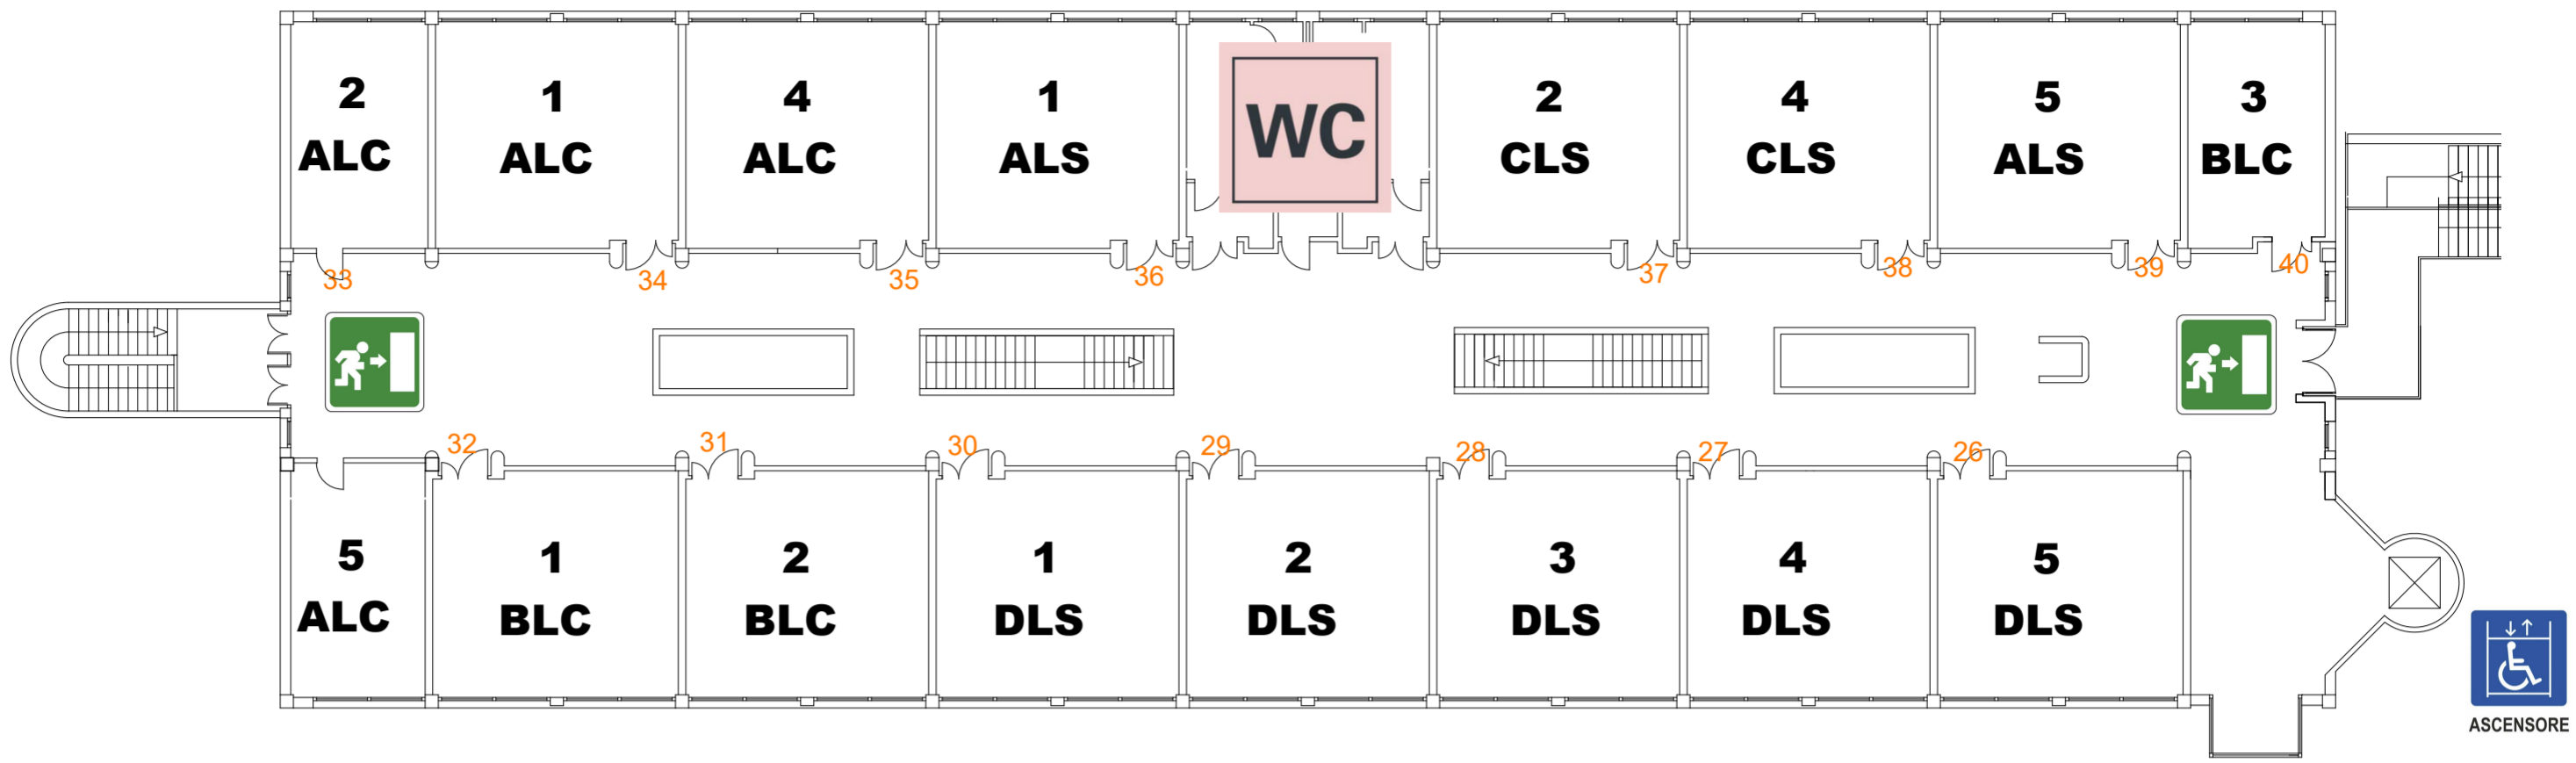 2 ALC
1 ALC
4 ALC
1 ALS
WC
2 CLS
4 CLS
5 ALS
3 BLC
33
34
35
36
37
38
39
40
32
31
30
29
28
27
26
5 ALC
1 BLC
2 BLC
1 DLS
2 DLS
3 DLS
4 DLS
5 DLS
ASCENSORE